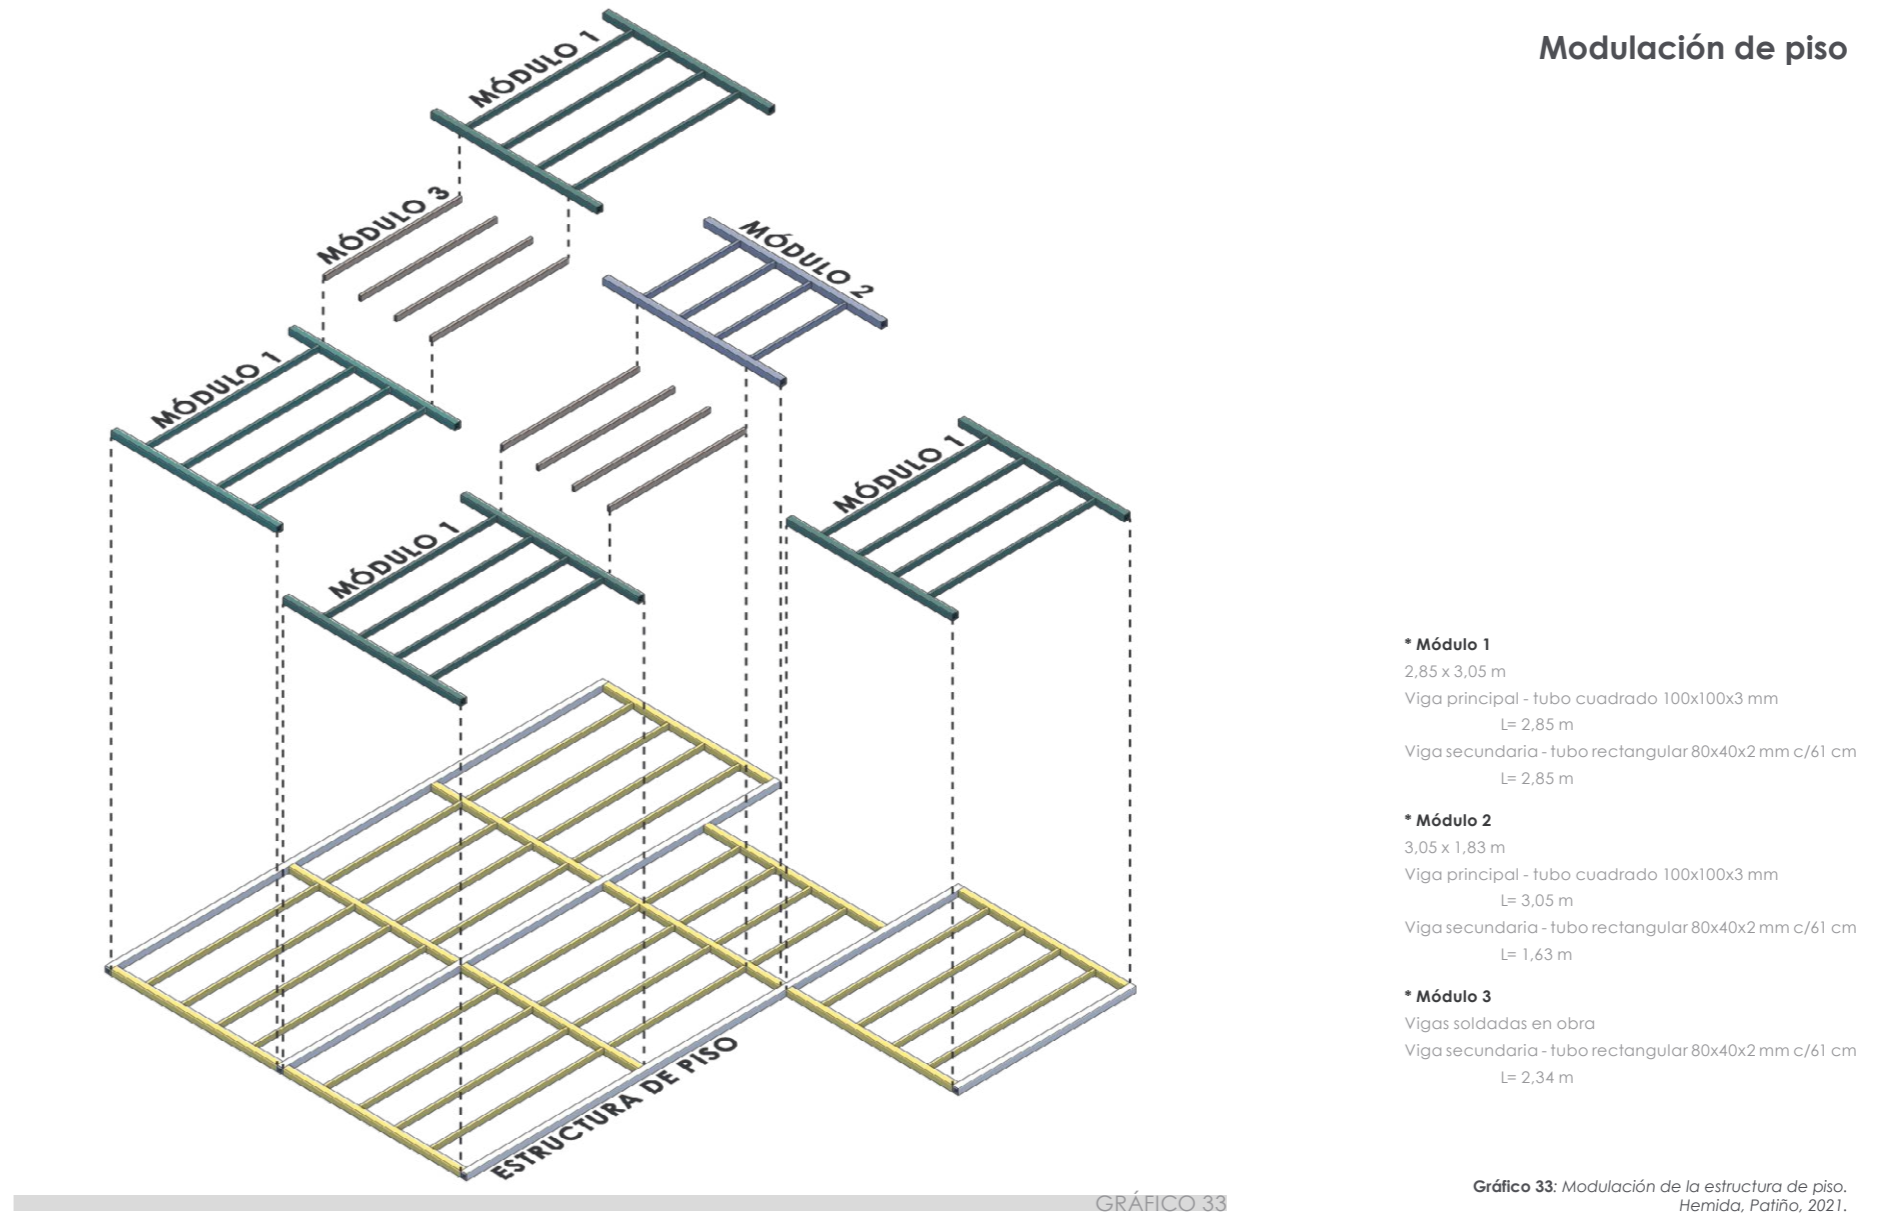 Modulación de piso
MÓDULO 1
MÓDULO 3
MÓDULO 2
MÓDULO 1
MÓDULO 1
MÓDULO 1
ESTRUCTURA DE PISO
* Módulo 1
2,85 x 3,05 m
Viga principal - tubo cuadrado 100x100x3 mm
L= 2,85 m
Viga secundaria - tubo rectangular 80x40x2 mm c/61 cm
L= 2,85 m
* Módulo 2
3,05 x 1,83 m
Viga principal - tubo cuadrado 100x100x3 mm
L= 3,05 m
Viga secundaria - tubo rectangular 80x40x2 mm c/61 cm
L= 1,63 m
* Módulo 3
Vigas soldadas en obra
Viga secundaria - tubo rectangular 80x40x2 mm c/61 cm
L= 2,34 m
GRÁFICO 33
Gráfico 33: Modulación de la estructura de piso.
Hemida, Patiño, 2021.